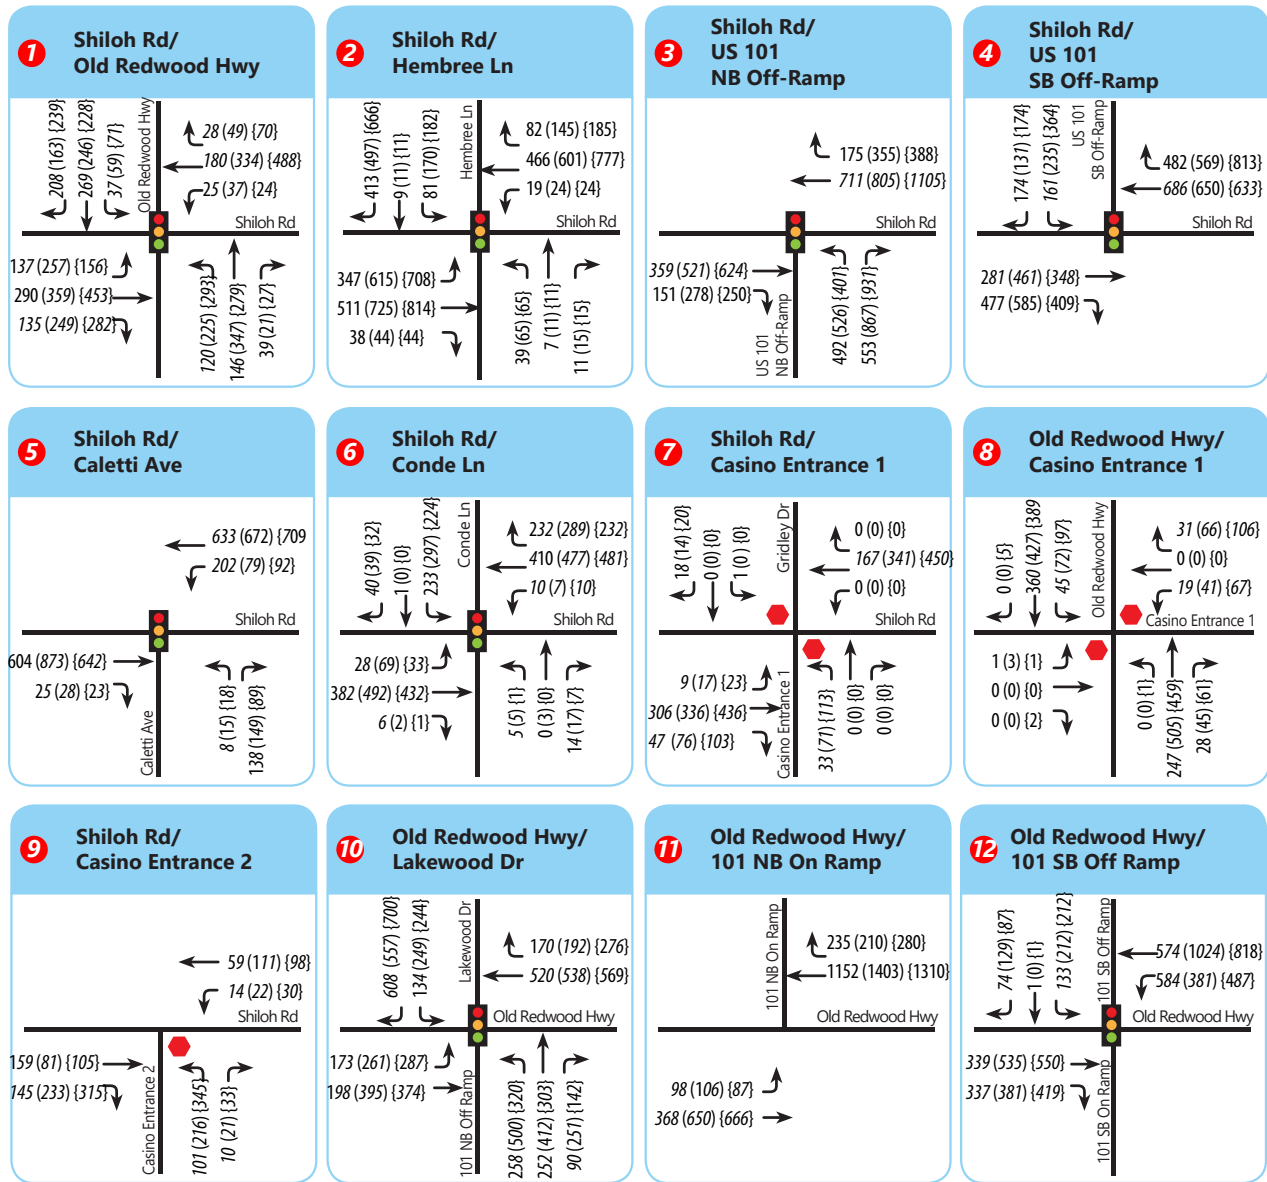 1
Shiloh Rd/
Old Redwood Hwy
208 (163) {239}
269 (246) {228}
37 (59) {71}
Old Redwood Hwy
28 (49) {70}
180 (334) {488}
25 (37) {24}
Shiloh Rd
137 (257) {156}
290 (359) {453}
135 (249) {282}
120 (225) {293}
146 (347) {279}
39 (21) {27}
2
Shiloh Rd/
Hembree Ln
413 (497) {666}
9 (11) {11}
81 (170) {182}
Hembree Ln
82 (145) {185}
466 (601) {777}
19 (24) {24}
Shiloh Rd
347 (615) {708}
511 (725) {814}
38 (44) {44}
39 (65) {65}
7 (11) {11}
11 (15) {15}
3
Shiloh Rd/
US 101
NB Off-Ramp
175 (355) {388}
711 (805) {1105}
Shiloh Rd
359 (521) {624}
151 (278) {250}
US 101
NB Off-Ramp
492 (526) {401}
553 (867) {931}
4
Shiloh Rd/
US 101
SB Off-Ramp
174 (131) {174}
161 (235) {364}
US 101
SB Off-Ramp
482 (569) {813}
686 (650) {633}
Shiloh Rd
281 (461) {348}
477 (585) {409}
5
Shiloh Rd/
Caletti Ave
633 (672) {709
202 (79) {92}
Shiloh Rd
604 (873) {642}
25 (28) {23}
Caletti Ave
8 (15) {18}
138 (149) {89}
6
Shiloh Rd/
Conde Ln
40 (39) {32}
1 (0) {0}
233 (297) {224}
Conde Ln
232 (289) {232}
410 (477) {481}
10 (7) {10}
Shiloh Rd
28 (69) {33}
382 (492) {432}
6 (2) {1}
5 (5) {1}
0 (3) {0}
14 (17) {7}
7
Shiloh Rd/
Casino Entrance 1
18 (14) {20}
0 (0) {0}
1 (0 ) {0}
Gridley Dr
0 (0) {0}
167 (341) {450}
0 (0) {0}
Shiloh Rd
9 (17) {23}
306 (336) {436}
47 (76) {103}
Casino Entrance 1
33 (71) {113}
0 (0) {0}
0 (0) {0}
8
Old Redwood Hwy/
Casino Entrance 1
0 (0) {5}
360 (427) {389
45 (72) {97}
Old Redwood Hwy
31 (66) {106}
0 (0) {0}
19 (41) {67}
Casino Entrance 1
1 (3) {1}
0 (0) {0}
0 (0) {2}
0 (0) {1}
247 (505) {459}
28 (45) {61}
9
Shiloh Rd/
Casino Entrance 2
59 (111) {98}
14 (22) {30}
Shiloh Rd
159 (81) {105}
145 (233) {315}
Casino Entrance 2
101 (216) {345}
10 (21) {33}
10
Old Redwood Hwy/
Lakewood Dr
608 (557) {700}
134 (249) {244}
Lakewood Dr
170 (192) {276}
520 (538) {569}
Old Redwood Hwy
173 (261) {287}
198 (395) {374}
101 NB Off Ramp
258 (500) {320}
252 (412) {303}
90 (251) {142}
11
Old Redwood Hwy/
101 NB On Ramp
101 NB On Ramp
235 (210) {280}
1152 (1403) {1310}
Old Redwood Hwy
98 (106) {87}
368 (650) {666}
12
Old Redwood Hwy/
101 SB Off Ramp
74 (129) {87}
1 (0) {1}
133 (212) {212}
101 SB Off Ramp
574 (1024) {818}
584 (381) {487}
Old Redwood Hwy
339 (535) {550}
337 (381) {419}
101 SB On Ramp